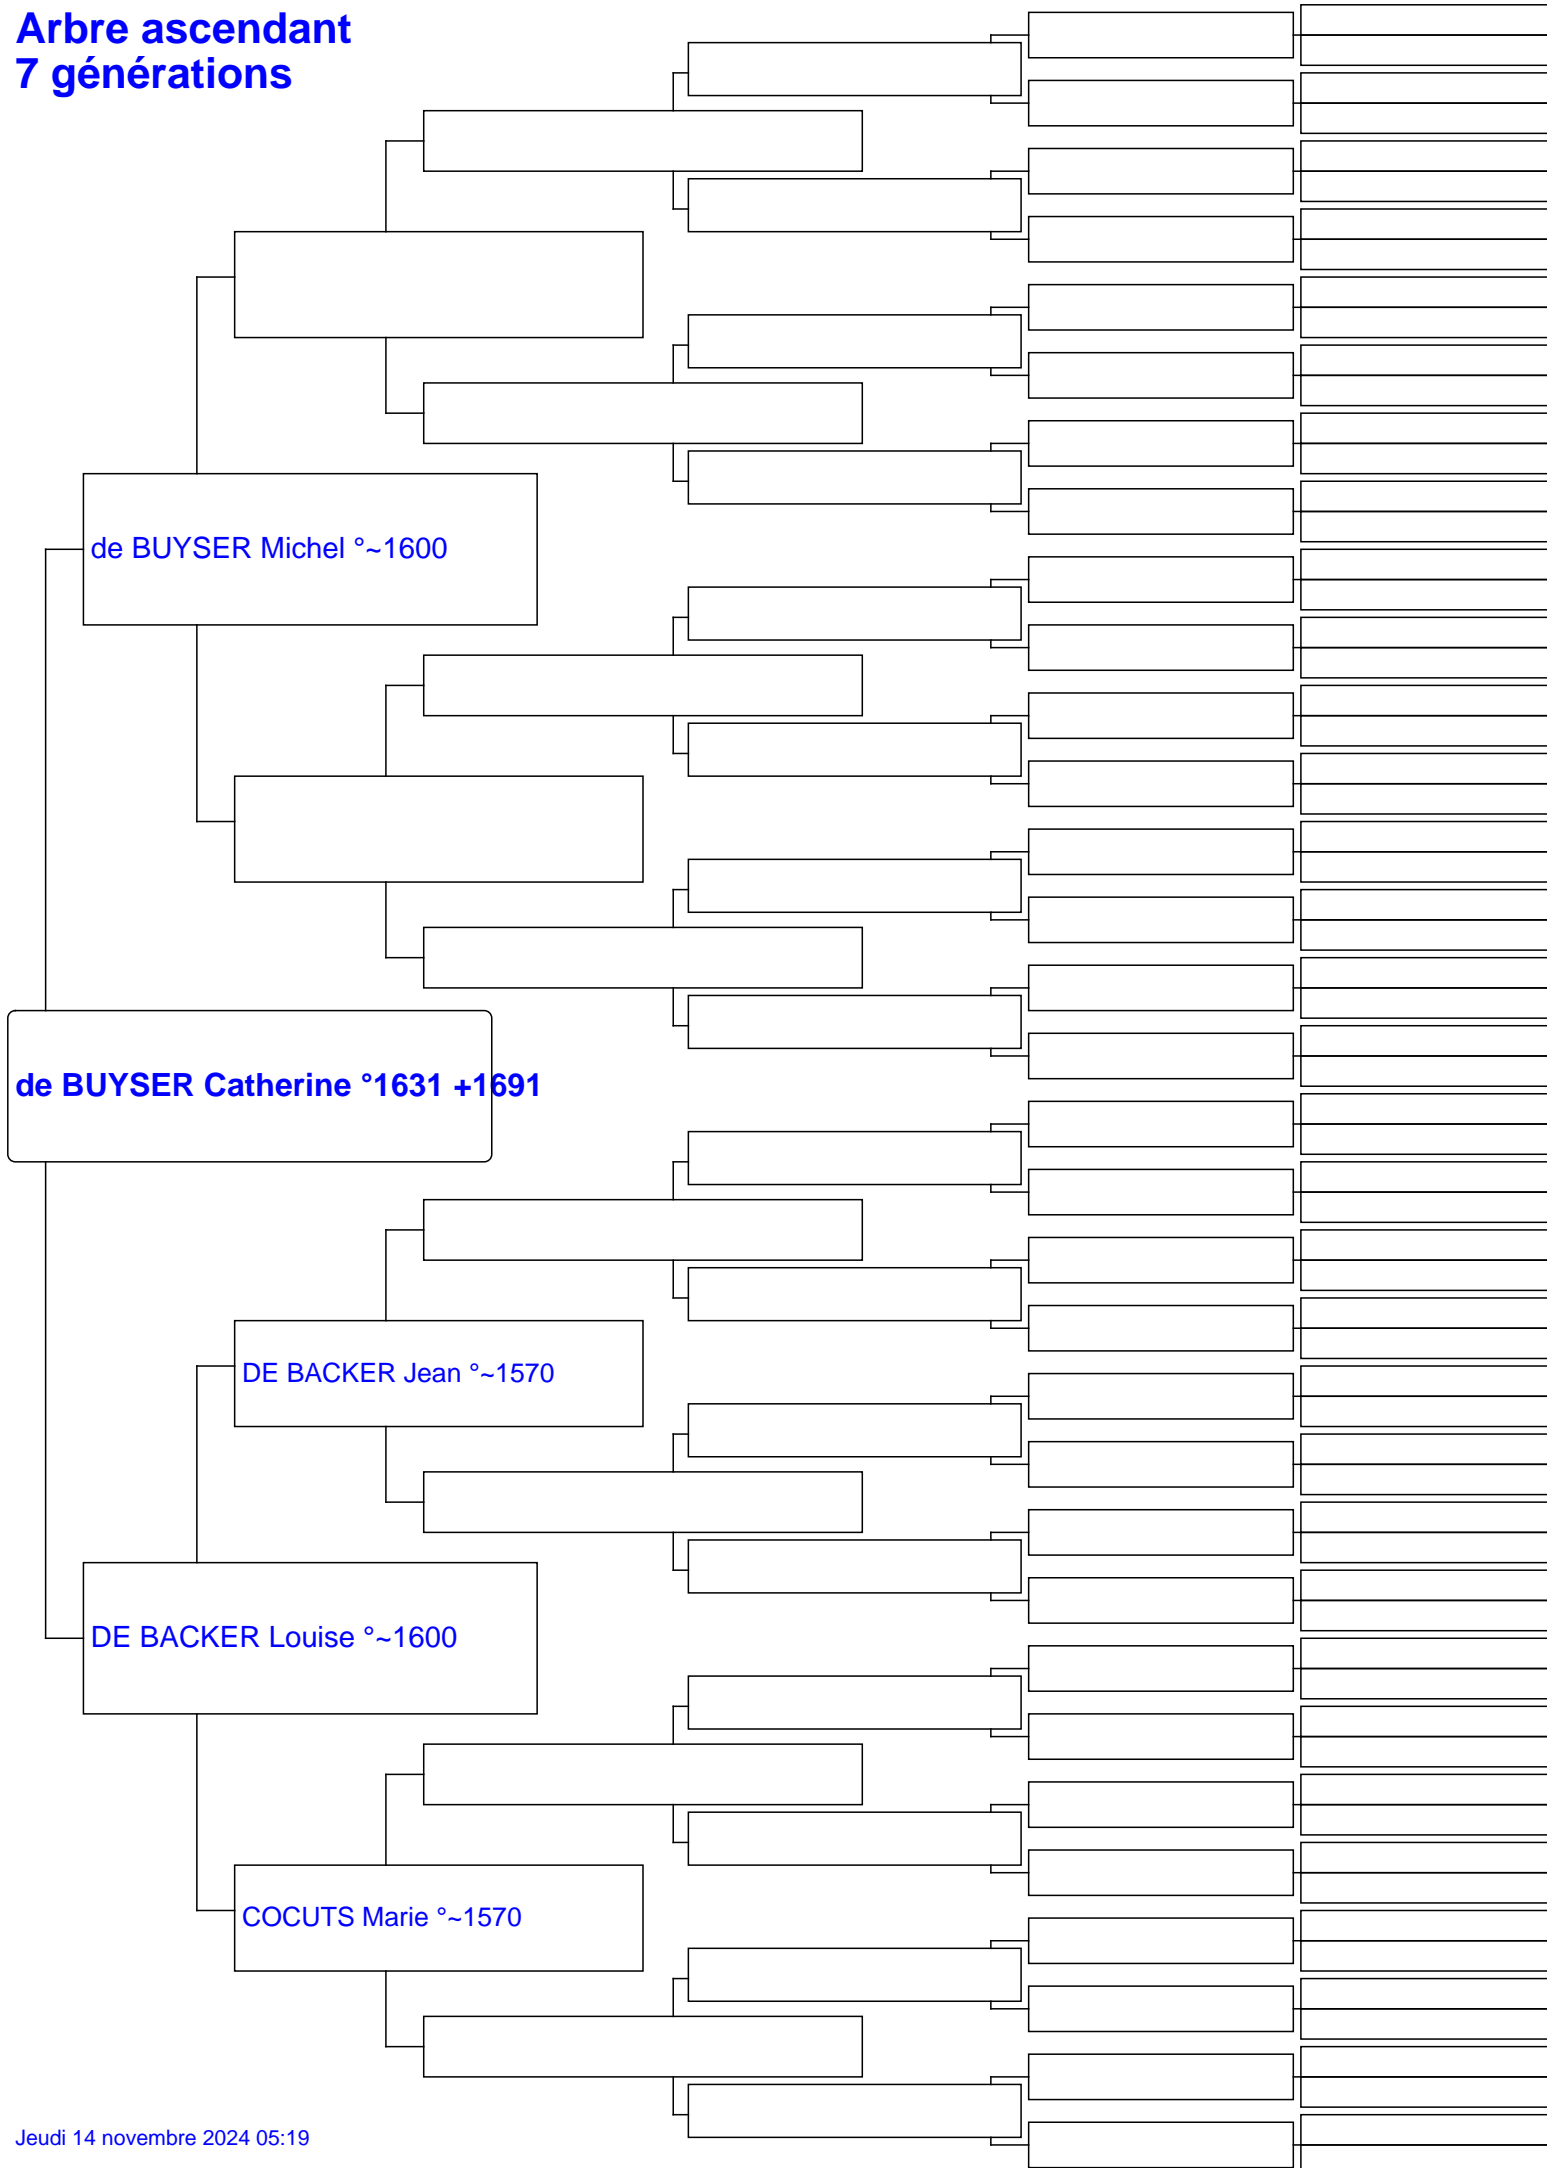 Arbre ascendant
7 générations
de BUYSER Michel °~1600
de BUYSER Catherine °1631 +1691
DE BACKER Jean °~1570
DE BACKER Louise °~1600
COCUTS Marie °~1570
Jeudi 14 novembre 2024 05:19